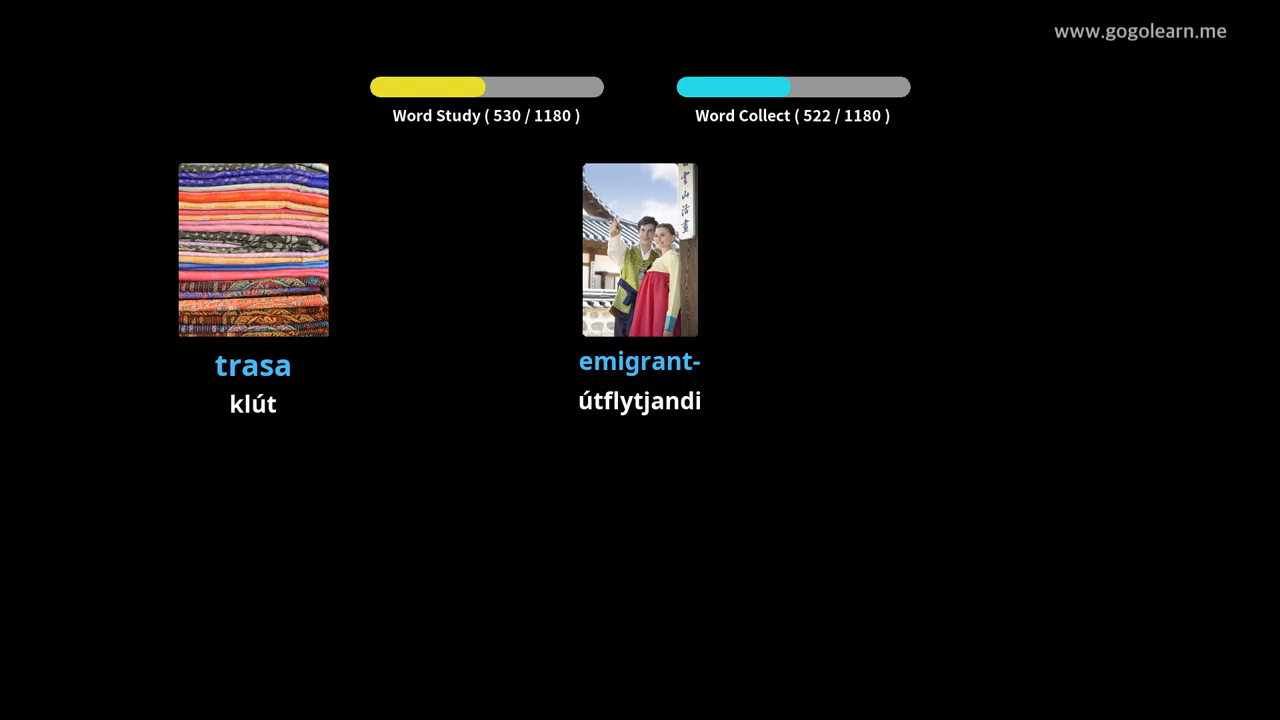 www.gogolearn.me
Word Study ( 530 / 1180 )
Word Collect ( 522 / 1180 )
trasa
klút
emigrant-
útflytjandi